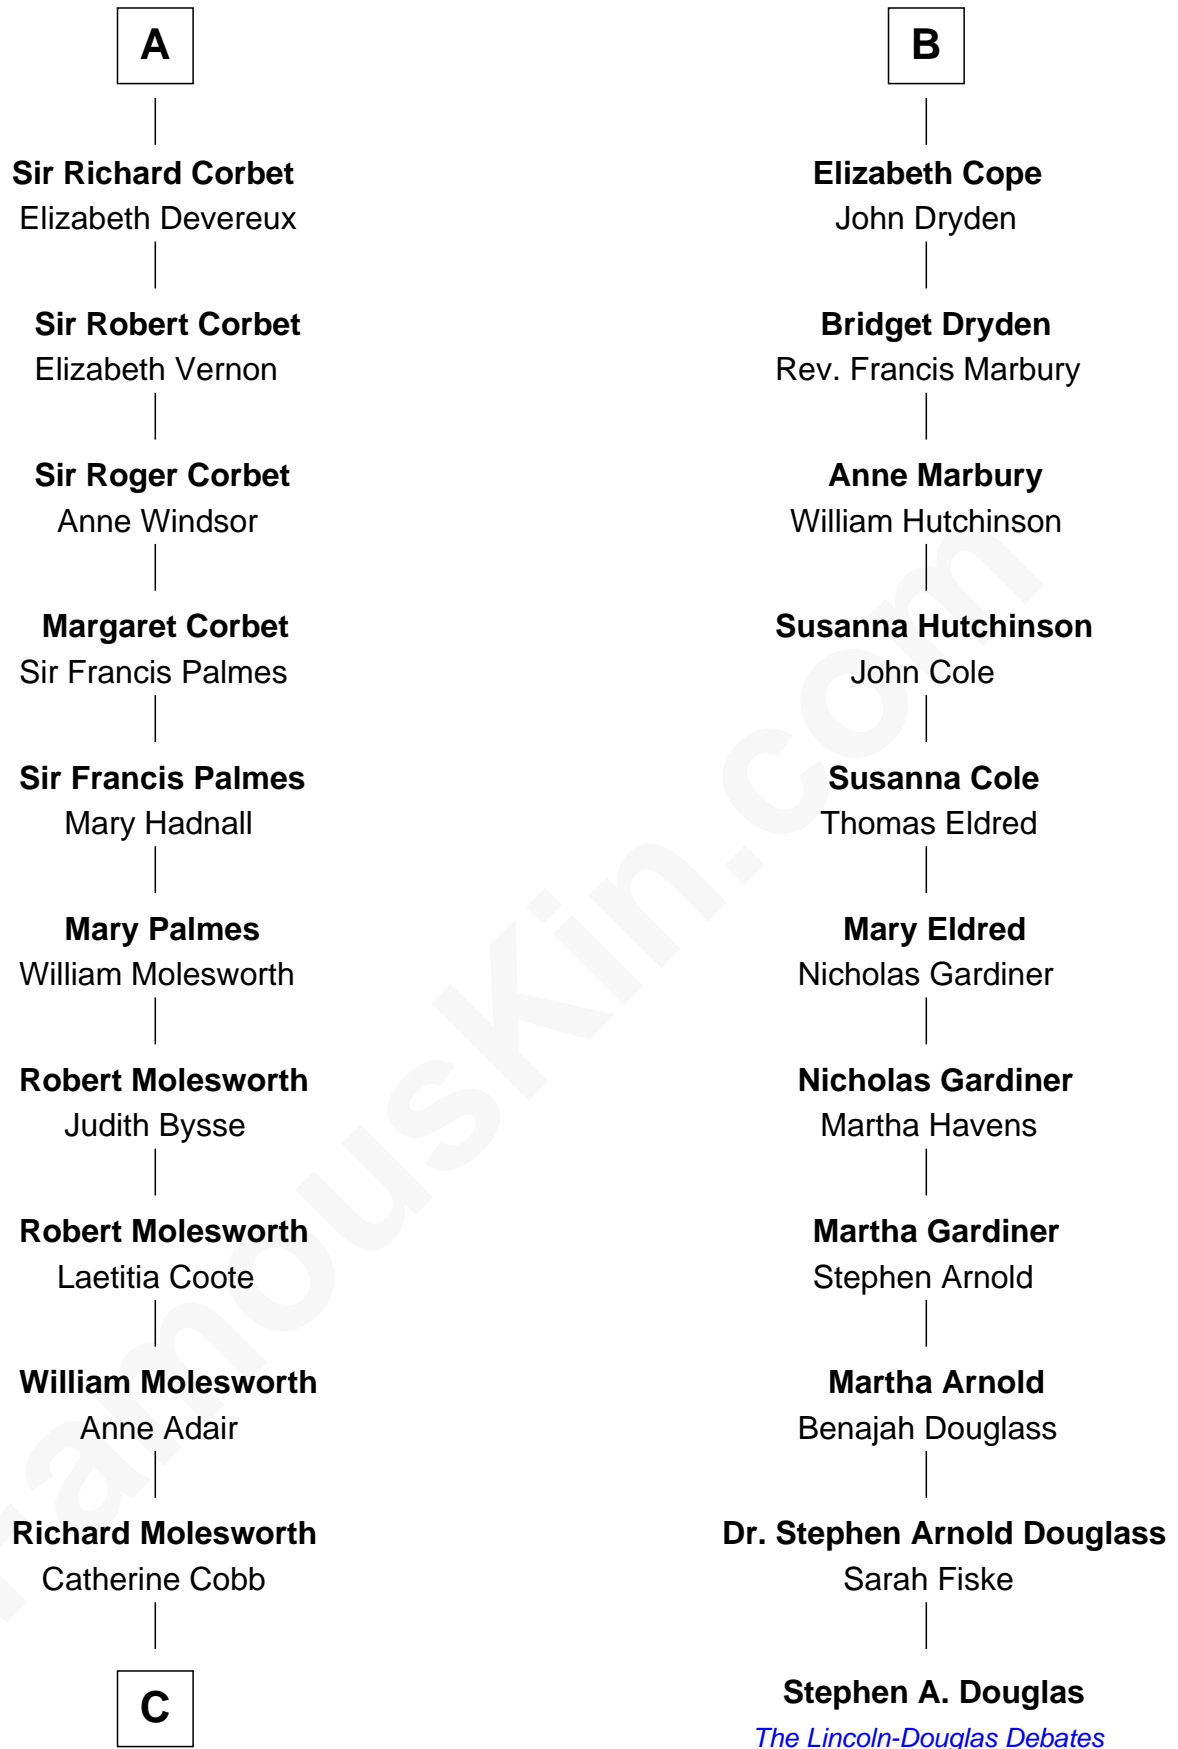 A
Sir Richard Corbet
Elizabeth Devereux
Sir Robert Corbet
Elizabeth Vernon
Sir Roger Corbet
Anne Windsor
Margaret Corbet
Sir Francis Palmes
Sir Francis Palmes
Mary Hadnall
Mary Palmes
William Molesworth
Robert Molesworth
Judith Bysse
Robert Molesworth
Laetitia Coote
William Molesworth
Anne Adair
Richard Molesworth
Catherine Cobb
C
B
Elizabeth Cope
John Dryden
Bridget Dryden
Rev. Francis Marbury
Anne Marbury
William Hutchinson
Susanna Hutchinson
John Cole
Susanna Cole
Thomas Eldred
Mary Eldred
Nicholas Gardiner
Nicholas Gardiner
Martha Havens
Martha Gardiner
Stephen Arnold
Martha Arnold
Benajah Douglass
Dr. Stephen Arnold Douglass
Sarah Fiske
Stephen A. Douglas
The Lincoln-Douglas Debates
FamousKin.com